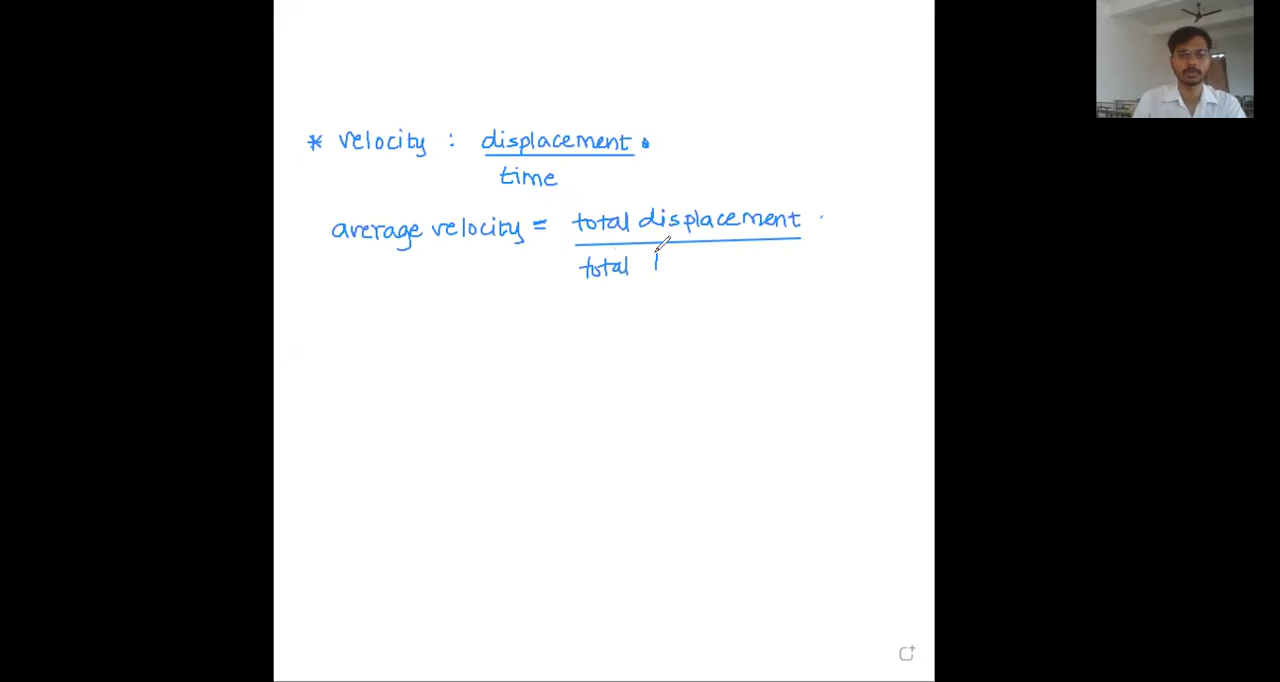 * velocity : displacement
time
average velocity = total displacement
total